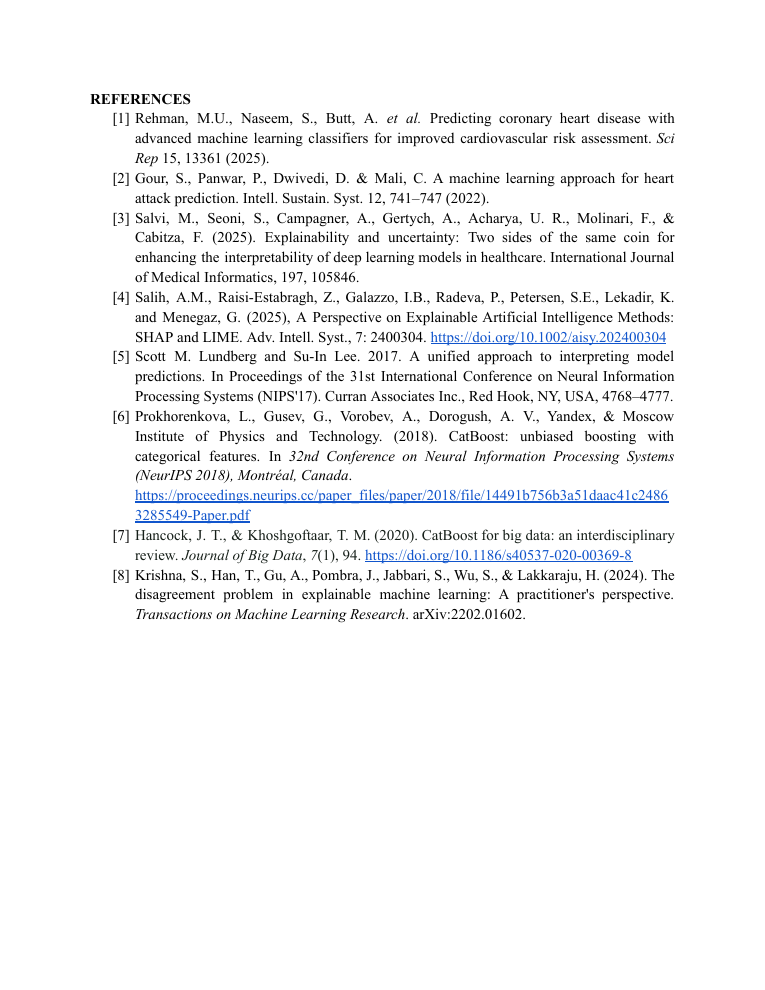 REFERENCES
[1] Rehman, M.U., Naseem, S., Butt, A. et al. Predicting coronary heart disease with
advanced machine learning classifiers for improved cardiovascular risk assessment. Sci
Rep 15, 13361 (2025).
[2] Gour, S., Panwar, P., Dwivedi, D. & Mali, C. A machine learning approach for heart
attack prediction. Intell. Sustain. Syst. 12, 741–747 (2022).
[3] Salvi, M., Seoni, S., Campagner, A., Gertych, A., Acharya, U. R., Molinari, F., &
Cabitza, F. (2025). Explainability and uncertainty: Two sides of the same coin for
enhancing the interpretability of deep learning models in healthcare. International Journal
of Medical Informatics, 197, 105846.
[4] Salih, A.M., Raisi-Estabragh, Z., Galazzo, I.B., Radeva, P., Petersen, S.E., Lekadir, K.
and Menegaz, G. (2025), A Perspective on Explainable Artificial Intelligence Methods:
SHAP and LIME. Adv. Intell. Syst., 7: 2400304. https://doi.org/10.1002/aisy.202400304
[5] Scott M. Lundberg and Su-In Lee. 2017. A unified approach to interpreting model
predictions. In Proceedings of the 31st International Conference on Neural Information
Processing Systems (NIPS'17). Curran Associates Inc., Red Hook, NY, USA, 4768–4777.
[6] Prokhorenkova, L., Gusev, G., Vorobev, A., Dorogush, A. V., Yandex, & Moscow
Institute of Physics and Technology. (2018). CatBoost: unbiased boosting with
categorical features. In 32nd Conference on Neural Information Processing Systems
(NeurIPS 2018), Montréal, Canada.
https://proceedings.neurips.cc/paper_files/paper/2018/file/14491b756b3a51daac41c2486
3285549-Paper.pdf
[7] Hancock, J. T., & Khoshgoftaar, T. M. (2020). CatBoost for big data: an interdisciplinary
review. Journal of Big Data, 7(1), 94. https://doi.org/10.1186/s40537-020-00369-8
[8] Krishna, S., Han, T., Gu, A., Pombra, J., Jabbari, S., Wu, S., & Lakkaraju, H. (2024). The
disagreement problem in explainable machine learning: A practitioner's perspective.
Transactions on Machine Learning Research. arXiv:2202.01602.